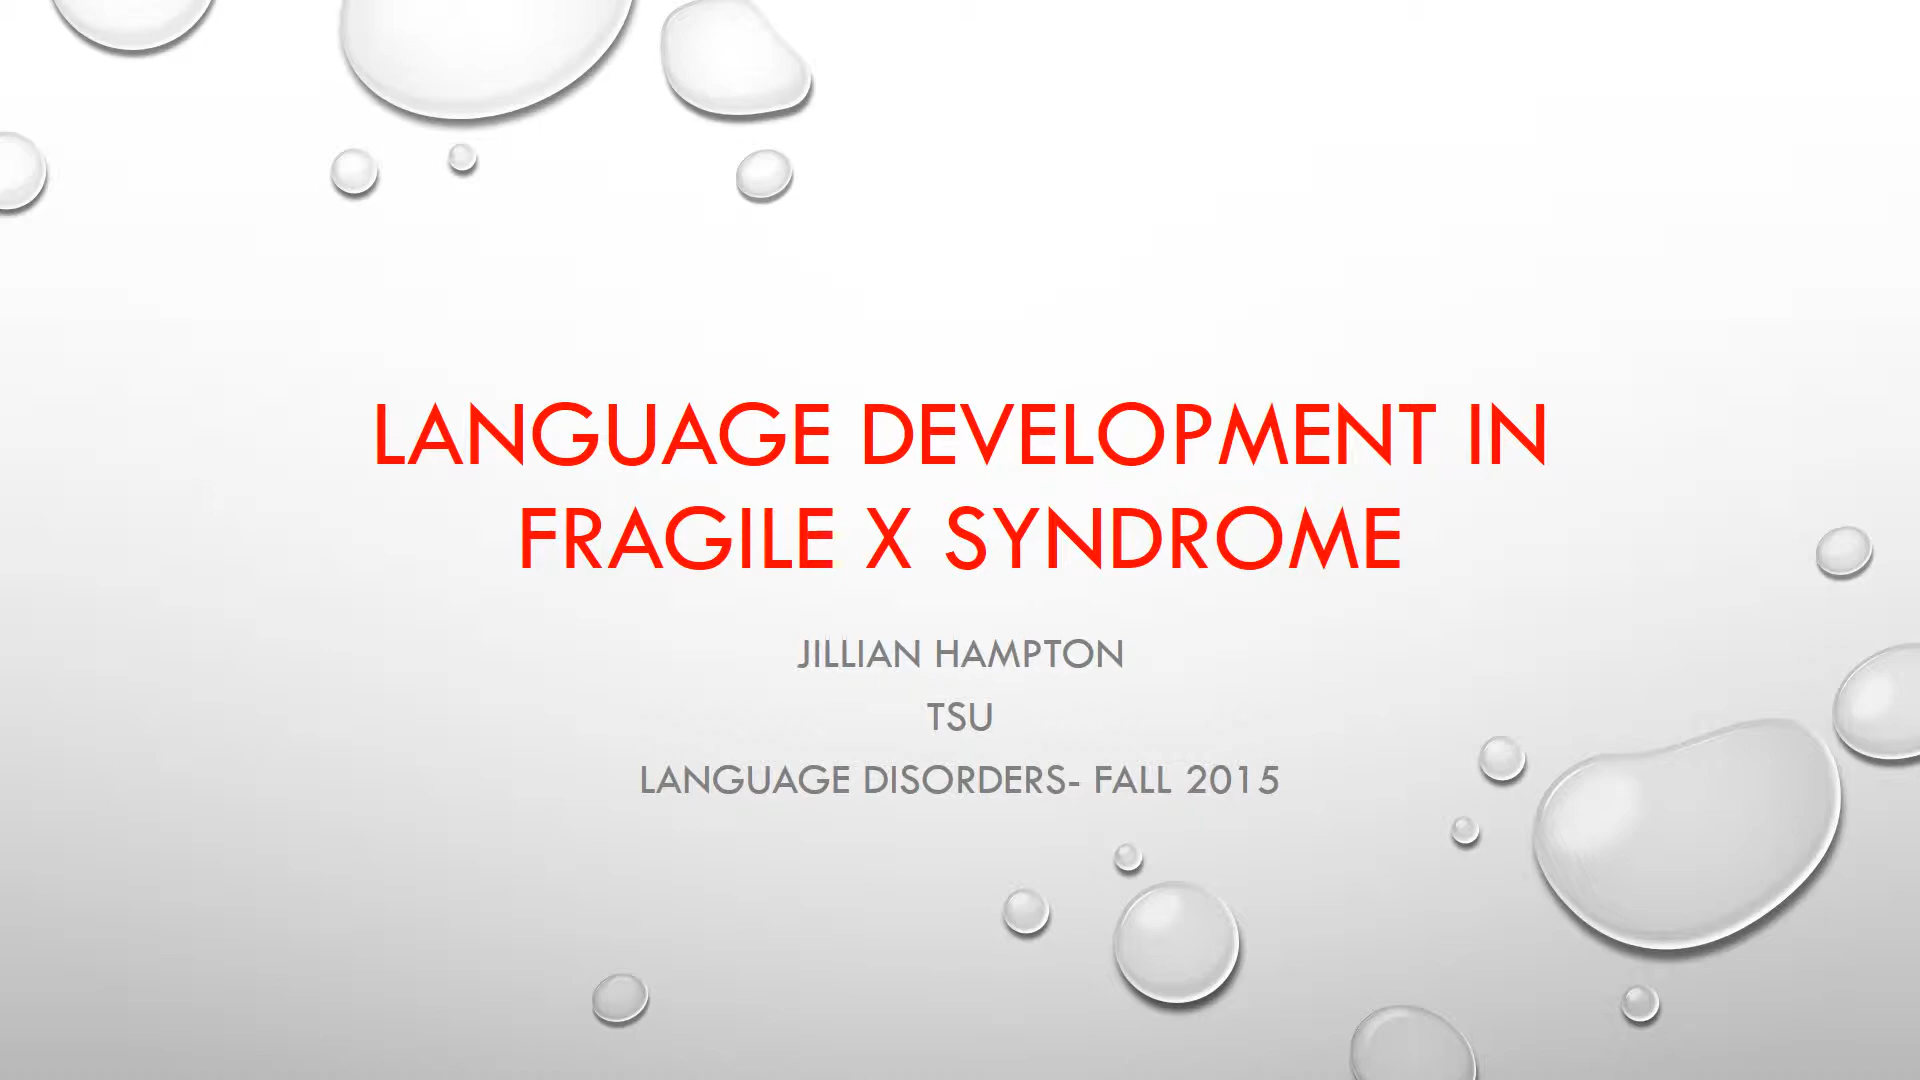 LANGUAGE DEVELOPMENT IN
FRAGILE X SYNDROME
JILLIAN HAMPTON
TSU
LANGUAGE DISORDERS- FALL 2015